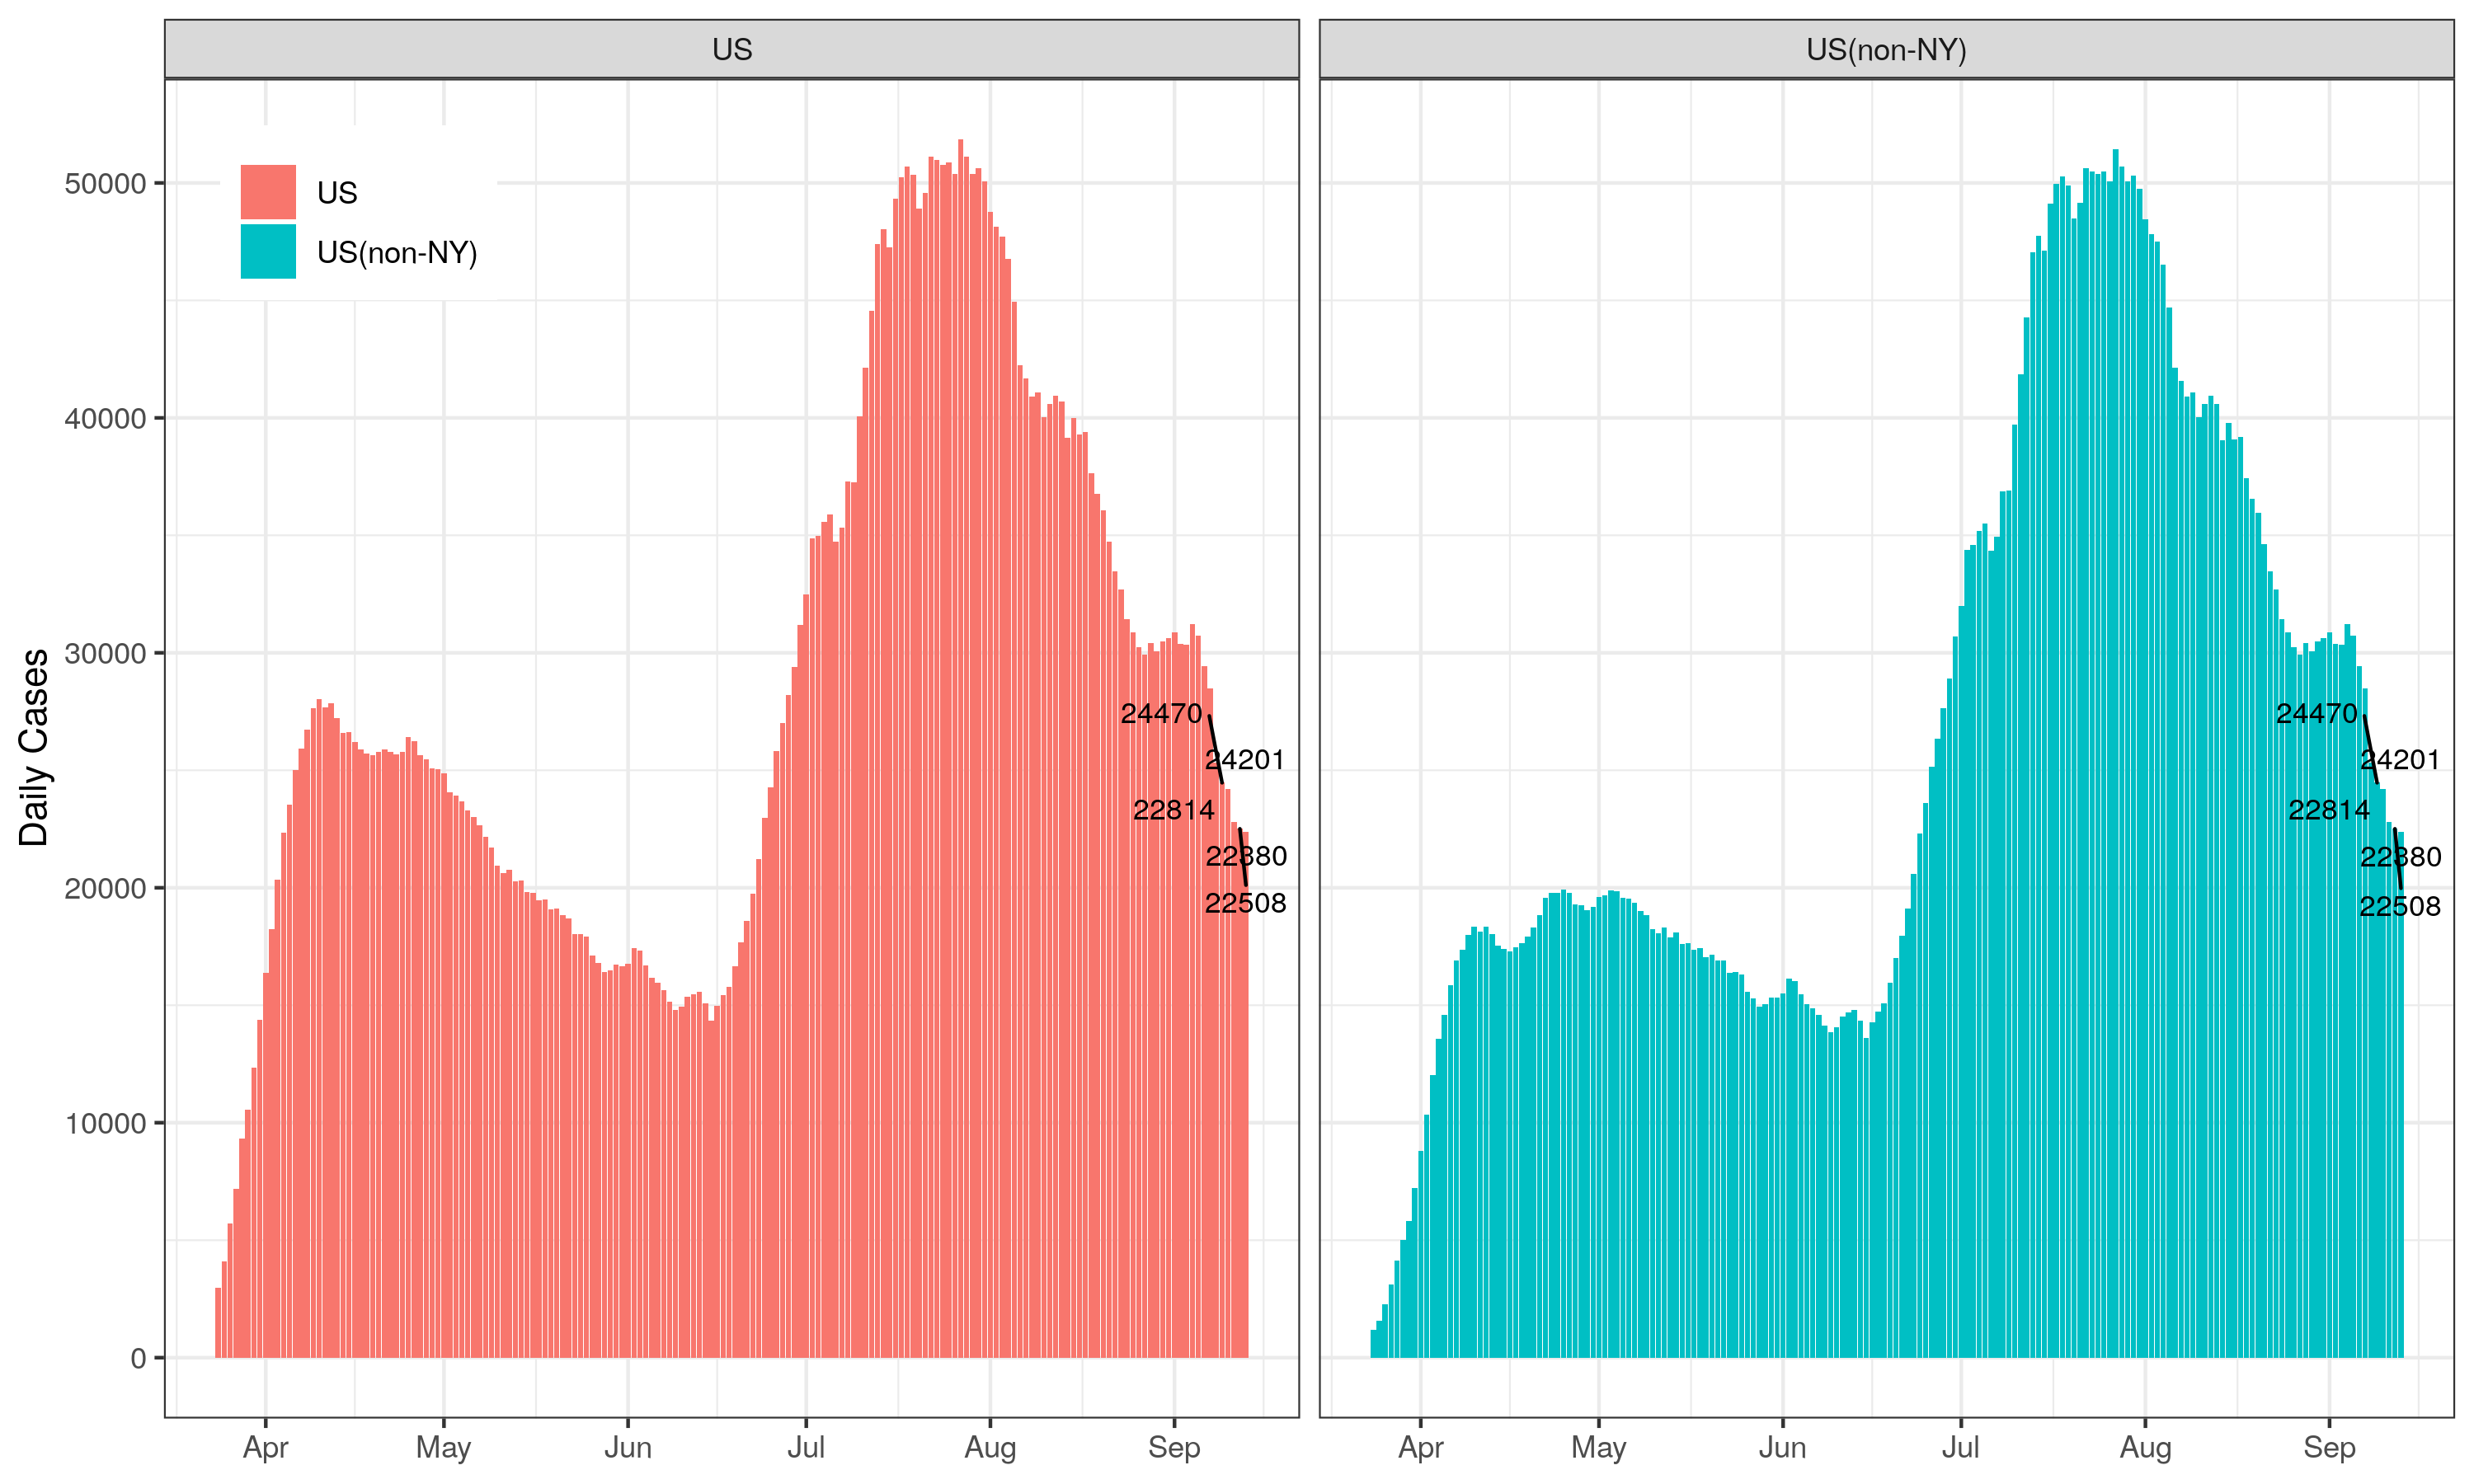 US
US(non-NY)
US
US(non-NY)
Daily Cases
50000
40000
30000
20000
10000
0
24470
24201
22814
22380
22508
24470
24201
22814
22380
22508
Apr
May
Jun
Jul
Aug
Sep
Apr
May
Jun
Jul
Aug
Sep